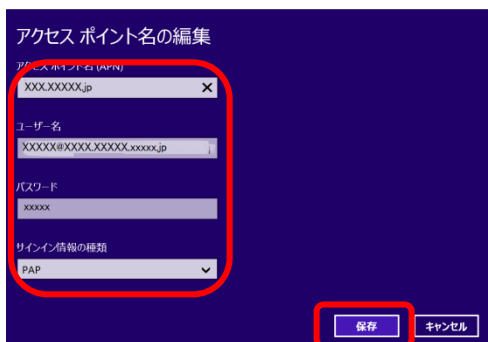 アクセス ポイント名の編集
アクセス ポイント名 (APN)
XXX.XXXXX.jp
ユーザー名
XXXXX@XXXX.XXXXX.xxxxx.jp
パスワード
xxxxx
サインイン情報の種類
PAP
保存 キャンセル